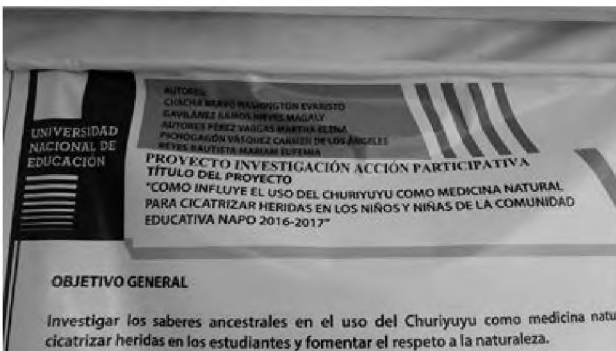 UNIVERSIDAD
NACIONAL DE
EDUCACIÓN
AUTORES:
CHACHA BRAVO WASHINGTON EVARISTO
GAVILANEZ RAMOS NIEVES MAGALY
AUTORES PÉREZ VARGAS MARTHA ELENA
PICHOGAGÓN VÁSQUEZ CARMEN DE LOS ÁNGELES
REYES BAUTISTA MARIAM EUFEMIA
PROYECTO INVESTIGACIÓN ACCIÓN PARTICIPATIVA
TÍTULO DEL PROYECTO
"COMO INFLUYE EL USO DEL CHURIYUYU COMO MEDICINA NATURAL
PARA CICATRIZAR HERIDAS EN LOS NIÑOS Y NIÑAS DE LA COMUNIDAD
EDUCATIVA NAPO 2016-2017"
OBJETIVO GENERAL
Investigar los saberes ancestrales en el uso del Churiyuyu como medicina natu
cicatrizar heridas en los estudiantes y fomentar el respeto a la naturaleza.